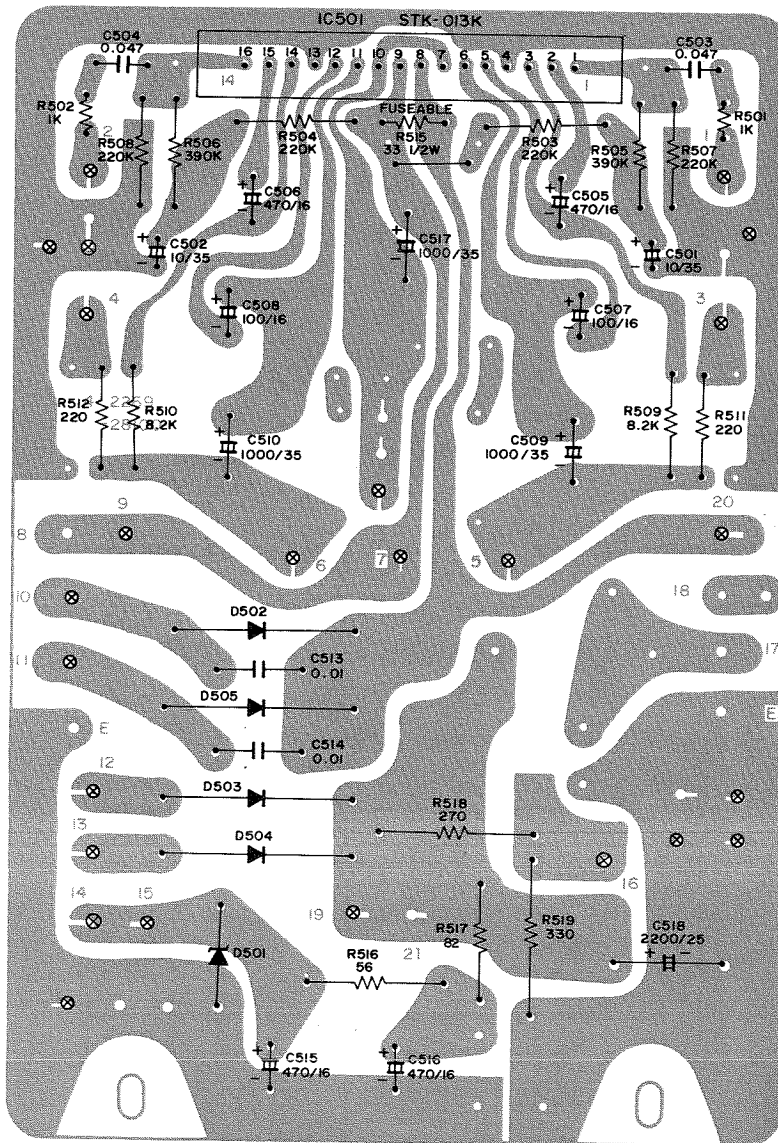 IC501 STK-013K
C504
0.047
C503
0.047
16 15 14 13 12 11 10 9 8 7 6 5 4 3 2 1
14
1
R502
1K
2
R508
220K
R506
390K
R504
220K
FUSEABLE
R515
33 1/2W
R503
220K
R505
390K
R507
220K
1
R501
1K
C506
470/16
C505
470/16
C502
10/35
C517
1000/35
C501
10/35
4
C508
100/16
C507
100/16
3
R512
220
R510
8.2K
R509
8.2K
R511
220
C510
1000/35
C509
1000/35
9
20
8
6
7
5
10
D502
18
C513
0.01
11
17
D505
E
E
C514
0.01
12
D503
R518
270
13
D504
16
14
15
19
R517
82
R519
330
C518
2200/25
D501
R516
56
21
C515
470/16
C516
470/16